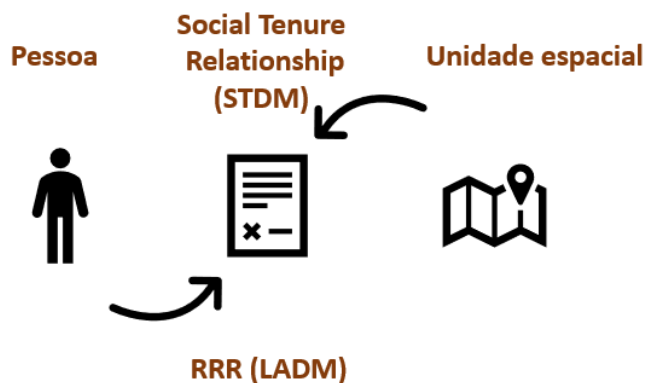 Pessoa
Social Tenure
Relationship
(STDM)
Unidade espacial
RRR (LADM)